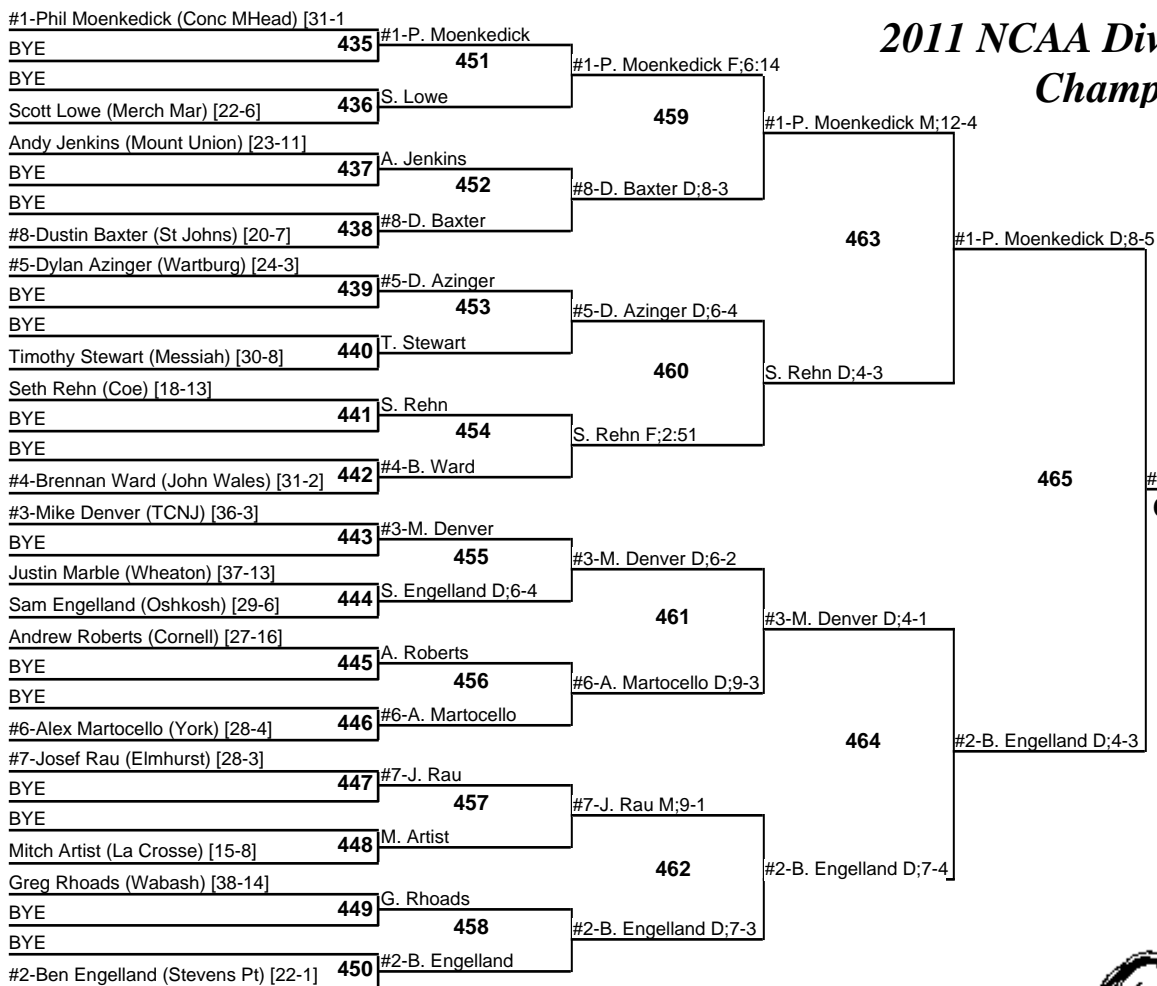 2011 NCAA Div
Champ
#1-Phil Moenkedick (Conc MHead) [31-1
BYE
435
BYE
Scott Lowe (Merch Mar) [22-6]
436
Andy Jenkins (Mount Union) [23-11]
BYE
437
BYE
#8-Dustin Baxter (St Johns) [20-7]
438
#5-Dylan Azinger (Wartburg) [24-3]
BYE
439
BYE
Timothy Stewart (Messiah) [30-8]
440
Seth Rehn (Coe) [18-13]
BYE
441
BYE
#4-Brennan Ward (John Wales) [31-2]
442
#3-Mike Denver (TCNJ) [36-3]
BYE
443
Justin Marble (Wheaton) [37-13]
Sam Engelland (Oshkosh) [29-6]
444
Andrew Roberts (Cornell) [27-16]
BYE
445
BYE
#6-Alex Martocello (York) [28-4]
446
#7-Josef Rau (Elmhurst) [28-3]
BYE
447
BYE
Mitch Artist (La Crosse) [15-8]
448
Greg Rhoads (Wabash) [38-14]
BYE
449
BYE
#2-Ben Engelland (Stevens Pt) [22-1]
450
#1-P. Moenkedick
451
S. Lowe
A. Jenkins
452
#8-D. Baxter
#5-D. Azinger
453
T. Stewart
S. Rehn
454
#4-B. Ward
#3-M. Denver
455
S. Engelland D;6-4
A. Roberts
456
#6-A. Martocello
#7-J. Rau
457
M. Artist
G. Rhoads
458
#2-B. Engelland
#1-P. Moenkedick F;6:14
459
#8-D. Baxter D;8-3
#5-D. Azinger D;6-4
460
S. Rehn F;2:51
#3-M. Denver D;6-2
461
#6-A. Martocello D;9-3
#7-J. Rau M;9-1
462
#2-B. Engelland D;7-3
#1-P. Moenkedick M;12-4
463
S. Rehn D;4-3
#3-M. Denver D;4-1
464
#2-B. Engelland D;7-4
#1-P. Moenkedick D;8-5
465
#2-B. Engelland D;4-3
#